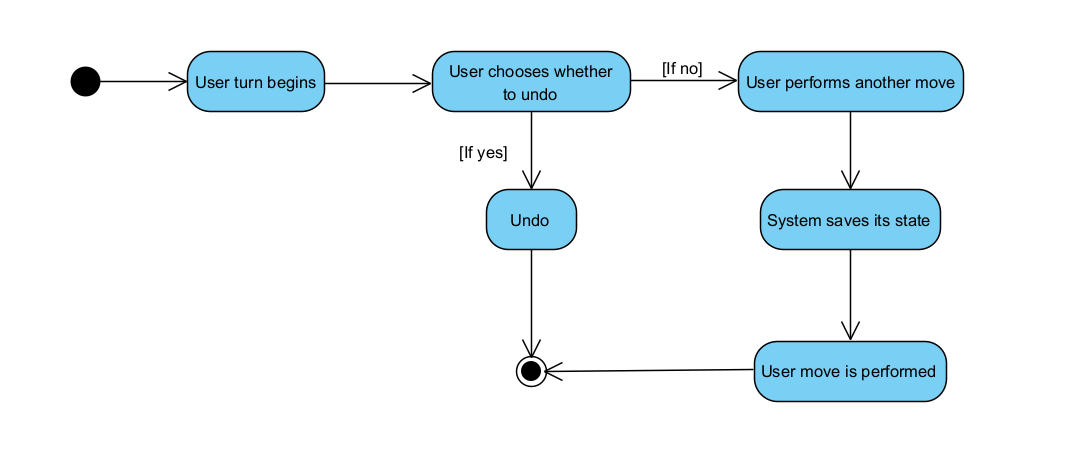 User turn begins
User chooses whether
to undo
[If no]
User performs another move
[If yes]
Undo
System saves its state
User move is performed